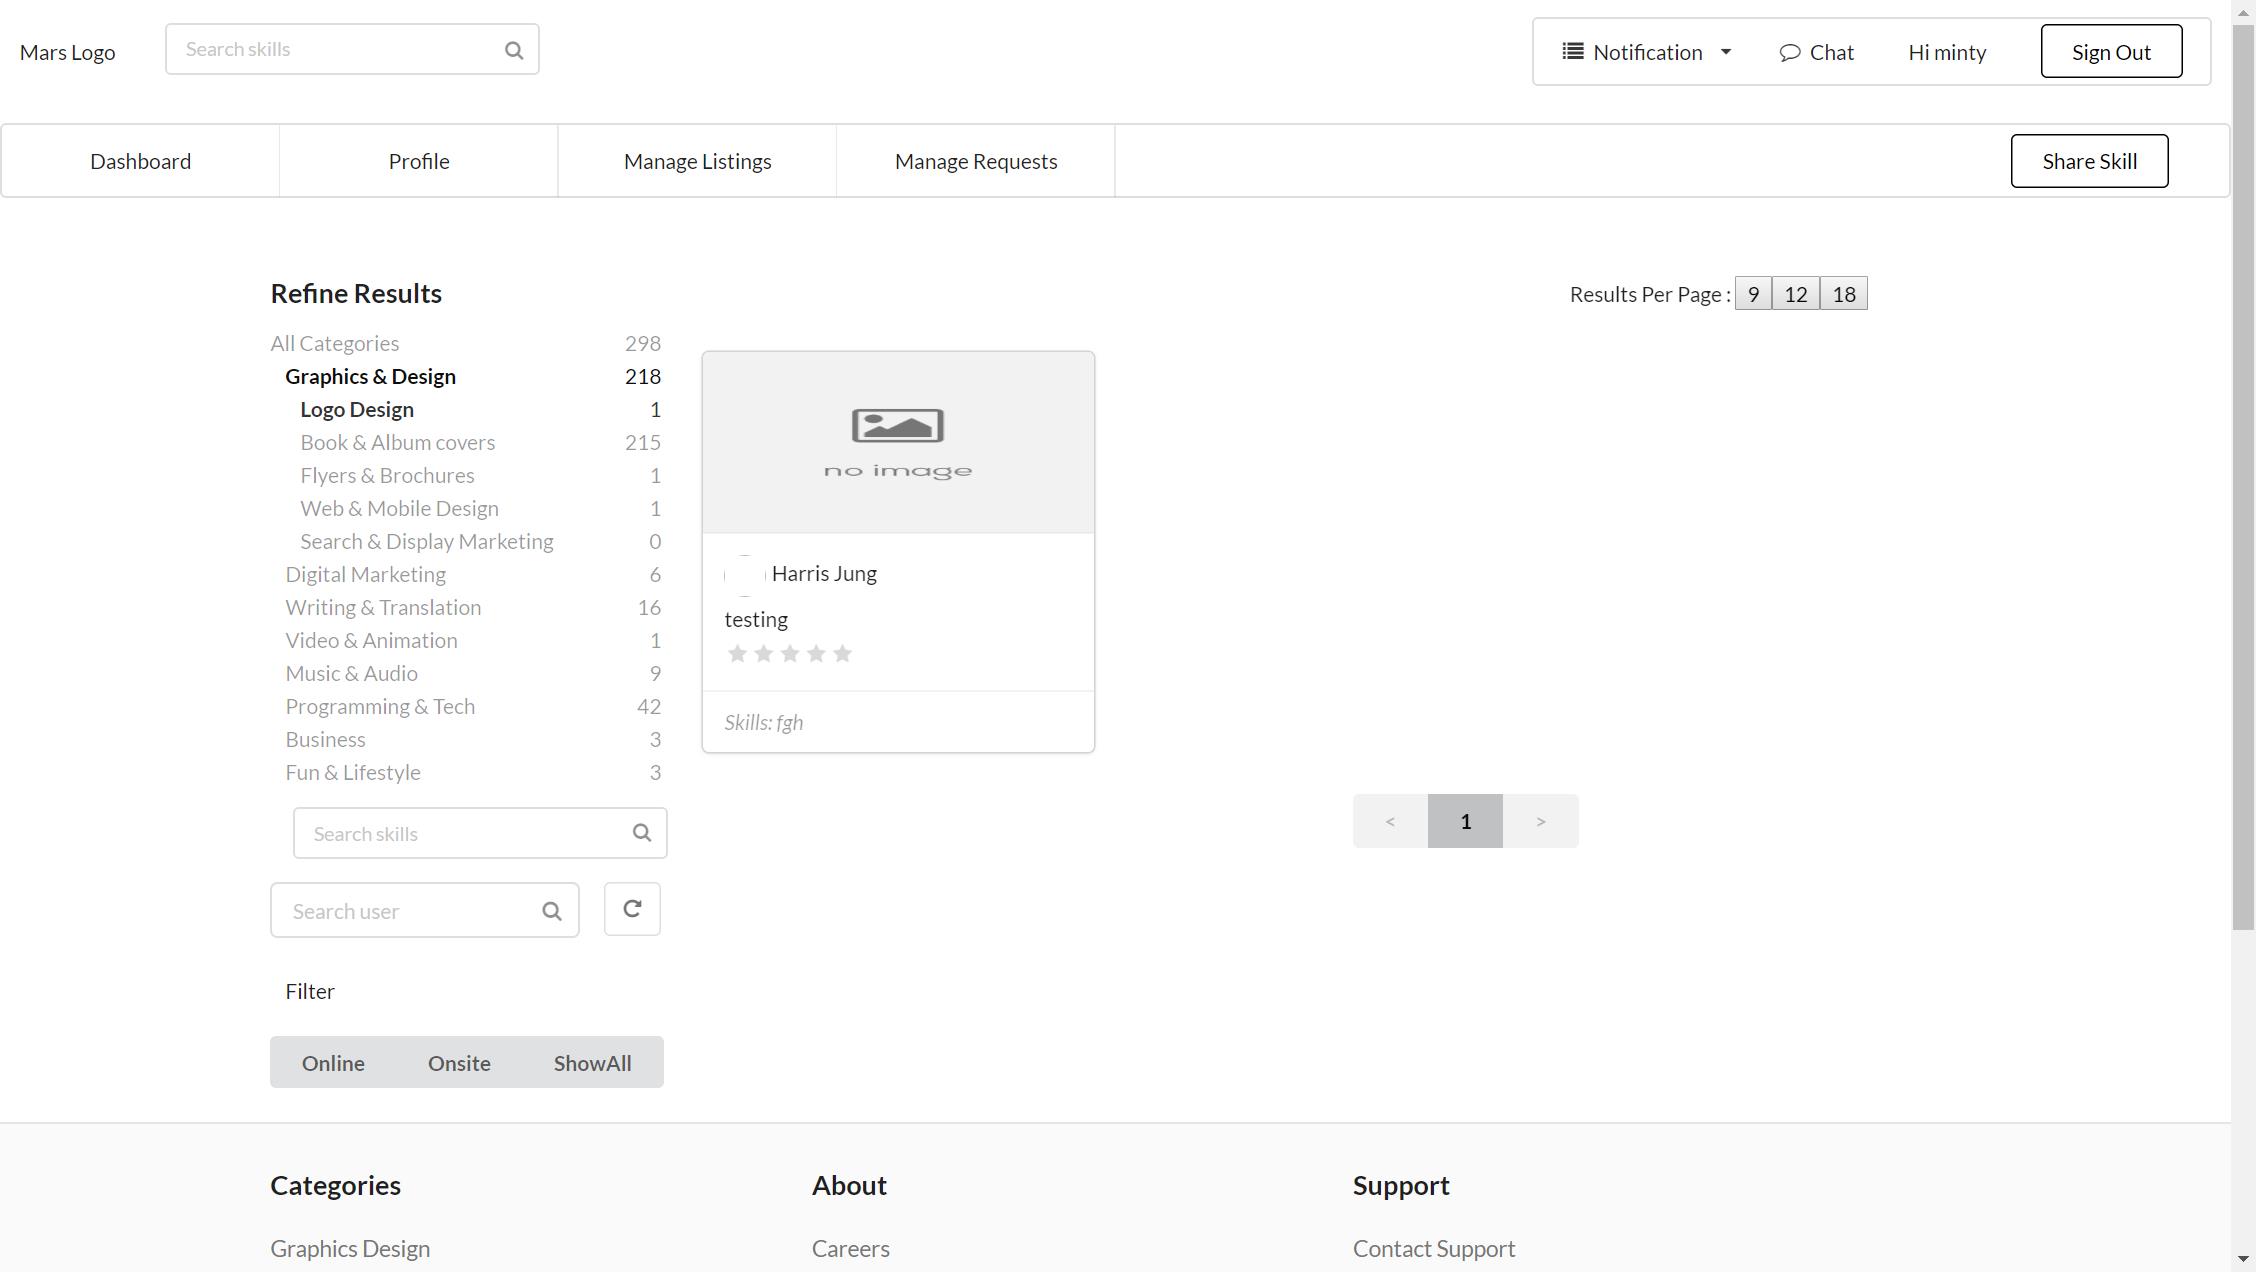 Mars Logo
Search skills
Notification
Chat
Hi minty
Sign Out
Dashboard
Profile
Manage Listings
Manage Requests
Share Skill
Refine Results
Results Per Page : 9 12 18
All Categories 298
Graphics & Design 218
Logo Design 1
Book & Album covers 215
Flyers & Brochures 1
Web & Mobile Design 1
Search & Display Marketing 0
Digital Marketing 6
Writing & Translation 16
Video & Animation 1
Music & Audio 9
Programming & Tech 42
Business 3
Fun & Lifestyle 3
Search skills
Search user
Filter
Online Onsite ShowAll
no image
Harris Jung
testing
Skills: fgh
< 1 >
Categories
Graphics Design
About
Careers
Support
Contact Support